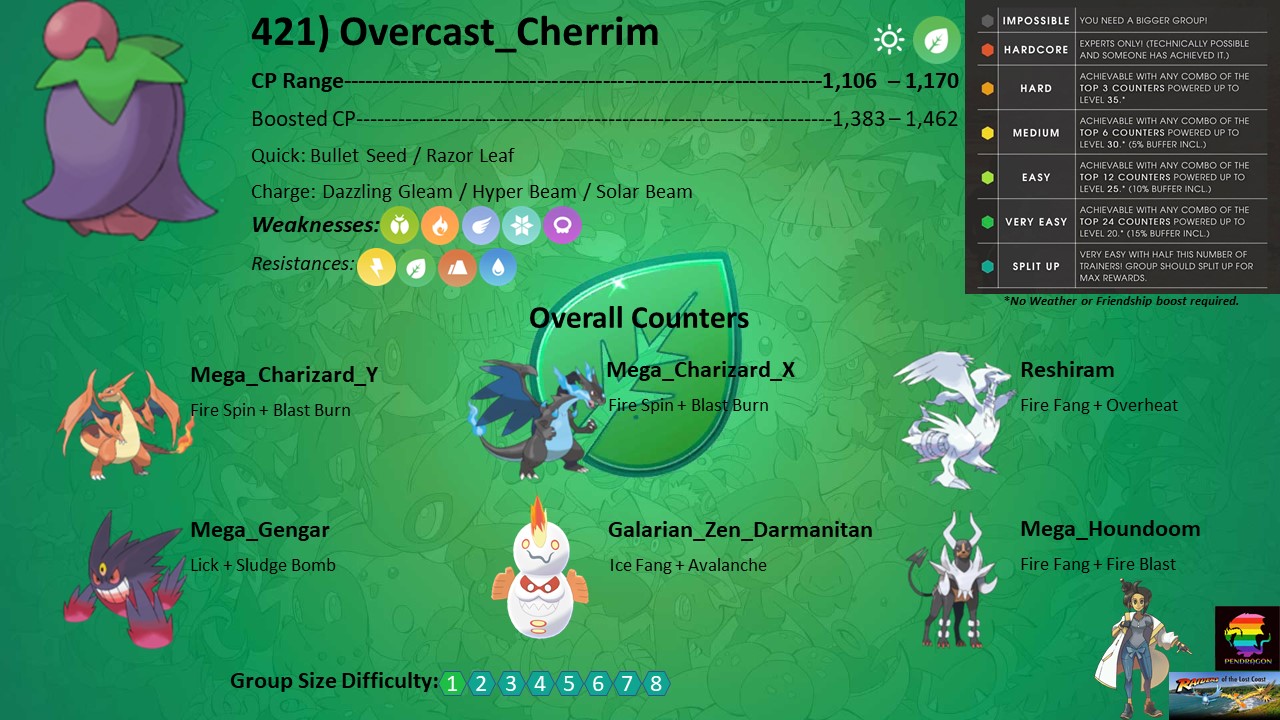 421) Overcast_Cherrim
CP Range------------------------------------------------------------------1,106 – 1,170
Boosted CP------------------------------------------------------------------1,383 – 1,462
Quick: Bullet Seed / Razor Leaf
Charge: Dazzling Gleam / Hyper Beam / Solar Beam
Weaknesses:
Resistances:
IMPOSSIBLE YOU NEED A BIGGER GROUP!
HARDCORE EXPERTS ONLY! (TECHNICALLY POSSIBLE
AND SOMEONE HAS ACHIEVED IT.)
HARD ACHIEVABLE WITH ANY COMBO OF THE
TOP 3 COUNTERS POWERED UP TO
LEVEL 35.*
MEDIUM ACHIEVABLE WITH ANY COMBO OF THE
TOP 6 COUNTERS POWERED UP TO
LEVEL 30.* (5% BUFFER INCL.)
EASY ACHIEVABLE WITH ANY COMBO OF THE
TOP 12 COUNTERS POWERED UP TO
LEVEL 25.* (10% BUFFER INCL.)
VERY EASY ACHIEVABLE WITH ANY COMBO OF THE
TOP 24 COUNTERS POWERED UP TO
LEVEL 20.* (15% BUFFER INCL.)
SPLIT UP VERY EASY WITH HALF THIS NUMBER OF
TRAINERS! GROUP SHOULD SPLIT UP FOR
MAX REWARDS.
*No Weather or Friendship boost required.
Overall Counters
Mega_Charizard_Y
Fire Spin + Blast Burn
Mega_Charizard_X
Fire Spin + Blast Burn
Reshiram
Fire Fang + Overheat
Mega_Gengar
Lick + Sludge Bomb
Galarian_Zen_Darmanitan
Ice Fang + Avalanche
Mega_Houndoom
Fire Fang + Fire Blast
Group Size Difficulty: 1 2 3 4 5 6 7 8
PENDRAGON
RAIDERS of the Lost Coast